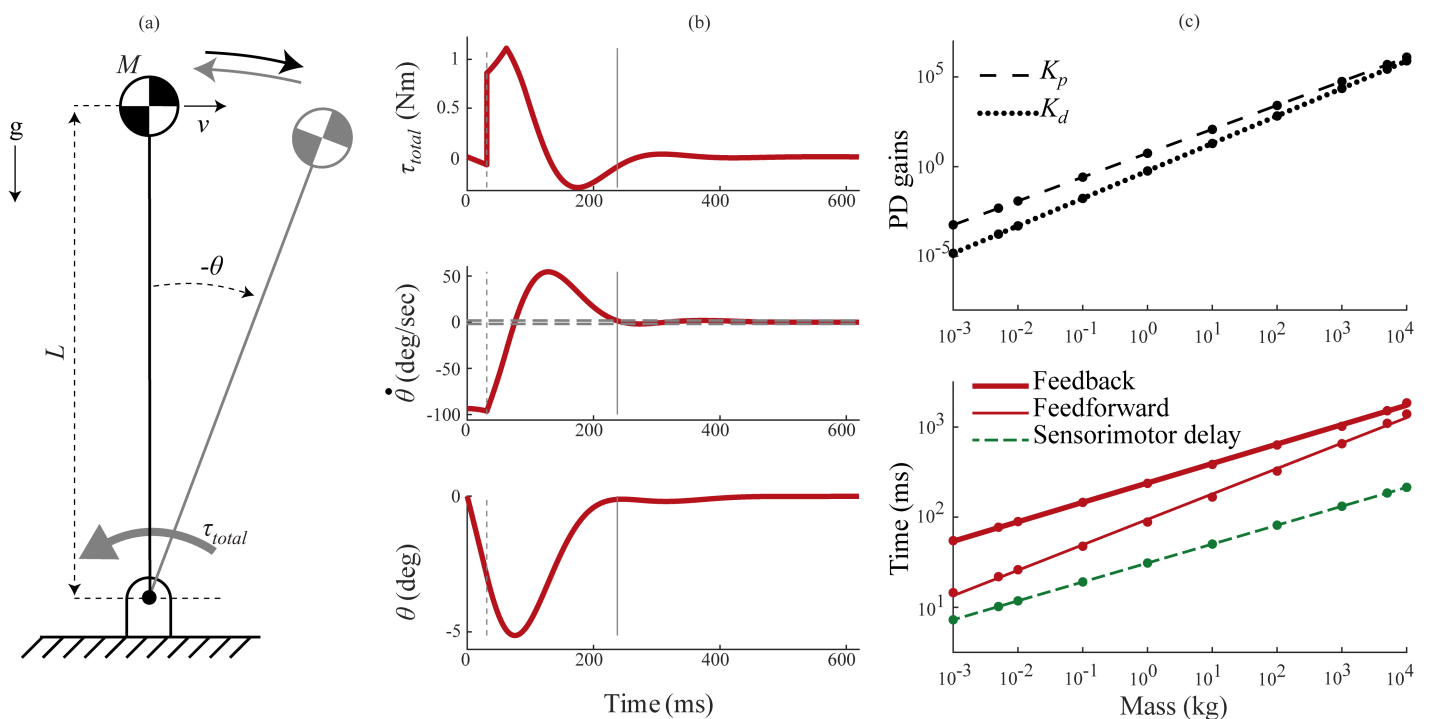 (a)
M
v
g
-θ
L
τtotal
(b)
τtotal (Nm)
1
0.5
0
0 200 400 600
θ̇ (deg/sec)
50
0
-50
-100
0 200 400 600
θ (deg)
0
-5
0 200 400 600
Time (ms)
(c)
PD gains
10^5
10^0
10^-5
Kp
Kd
10^-3 10^-2 10^-1 10^0 10^1 10^2 10^3 10^4
Feedback
Feedforward
Sensorimotor delay
Time (ms)
10^3
10^2
10^1
10^-3 10^-2 10^-1 10^0 10^1 10^2 10^3 10^4
Mass (kg)